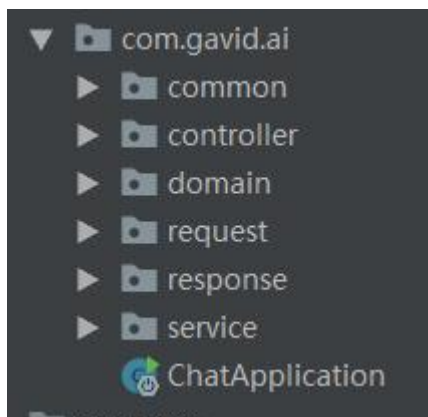 com.gavid.ai
common
controller
domain
request
response
service
ChatApplication